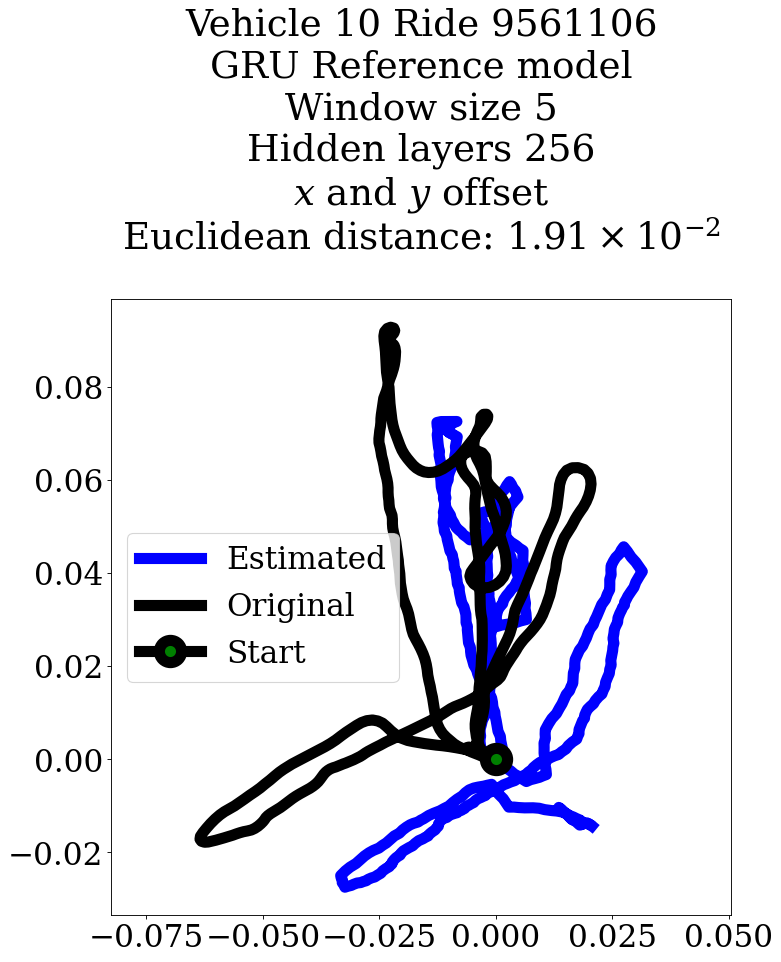 Vehicle 10 Ride 9561106
GRU Reference model
Window size 5
Hidden layers 256
x and y offset
Euclidean distance: 1.91 × 10⁻²
0.08
0.06
0.04
0.02
0.00
−0.02
Estimated
Original
Start
−0.075 −0.050 −0.025 0.000 0.025 0.050